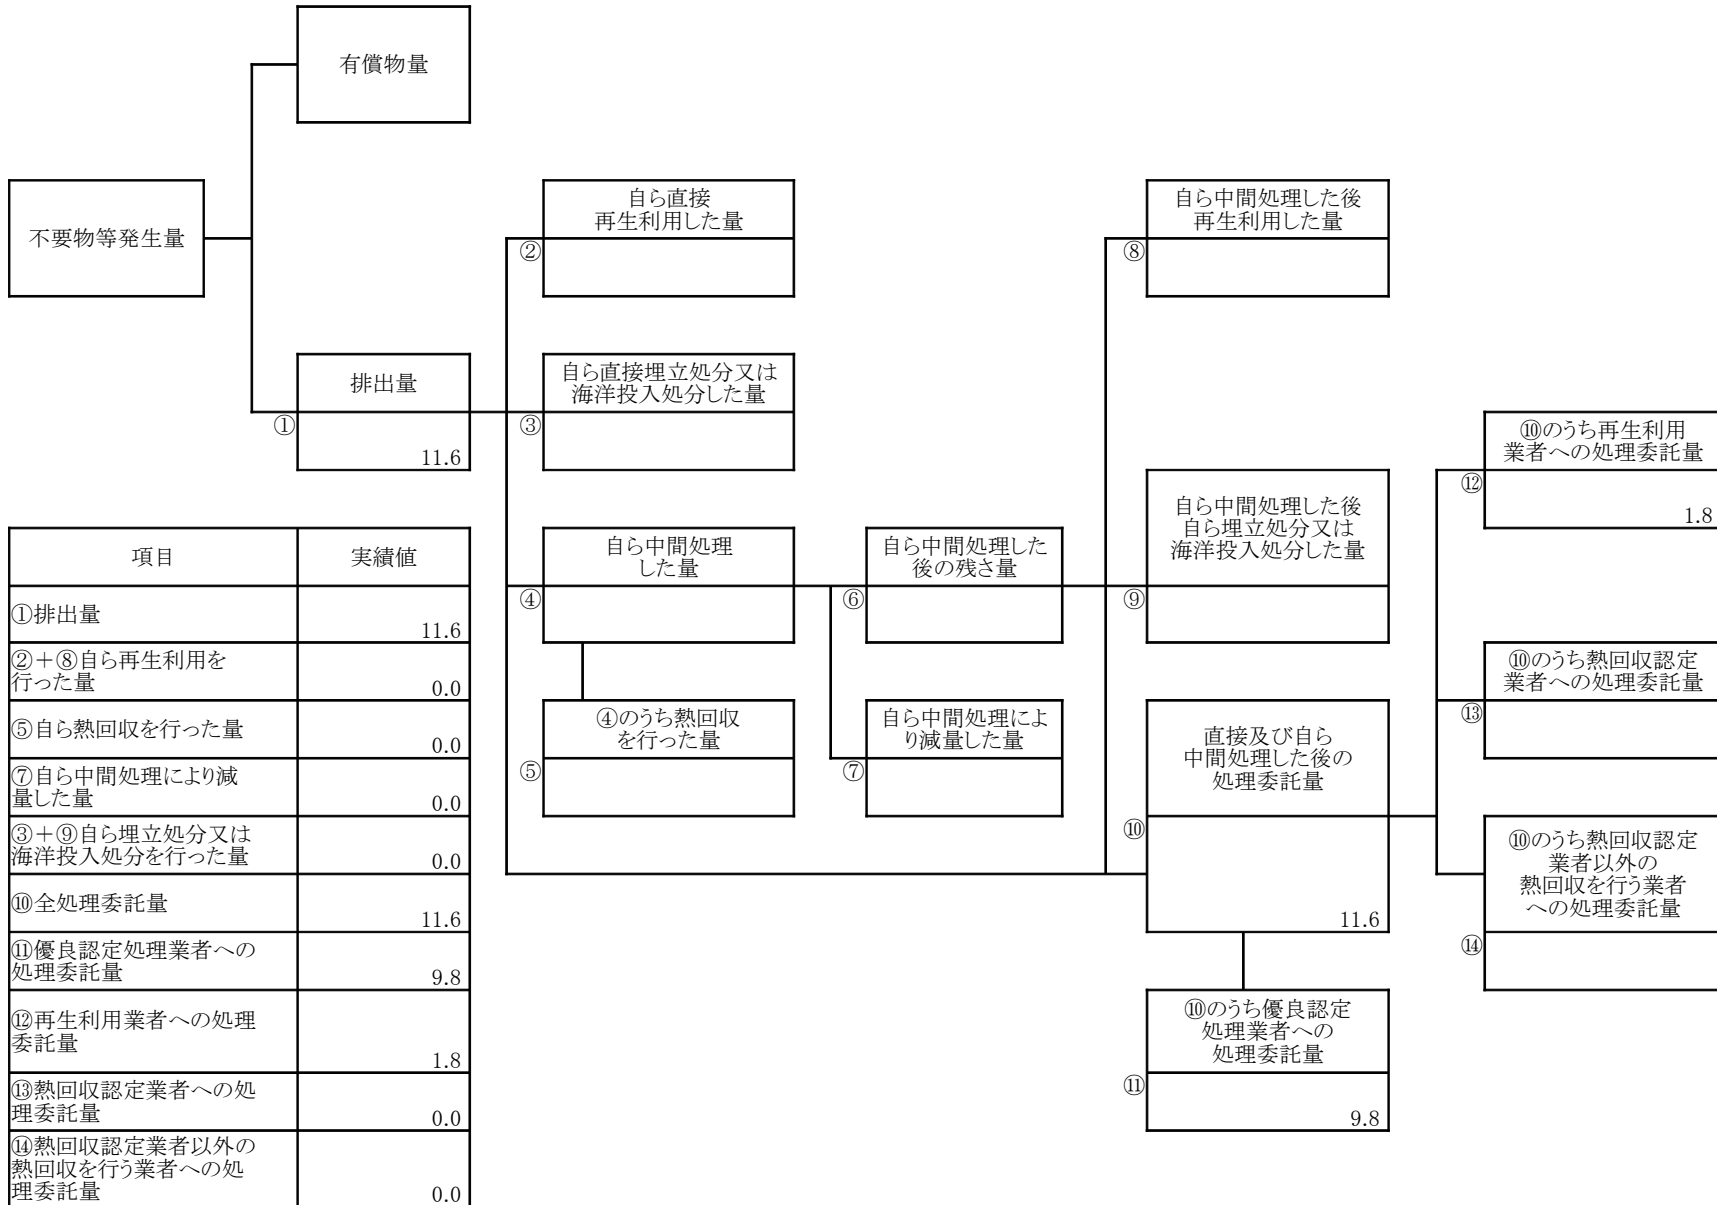 有償物量
不要物等発生量
自ら直接
再生利用した量
②
自ら中間処理した後
再生利用した量
⑧
排出量
①
11.6
自ら直接埋立処分又は
海洋投入処分した量
③
⑩のうち再生利用
業者への処理委託量
⑫
1.8
自ら中間処理
した量
④
自ら中間処理した
後の残さ量
⑥
自ら中間処理した後
自ら埋立処分又は
海洋投入処分した量
⑨
⑩のうち熱回収認定
業者への処理委託量
⑬
④のうち熱回収
を行った量
⑤
自ら中間処理によ
り減量した量
⑦
直接及び自ら
中間処理した後の
処理委託量
⑩
11.6
⑩のうち熱回収認定
業者以外の
熱回収を行う業者
への処理委託量
⑭
⑩のうち優良認定
処理業者への
処理委託量
⑪
9.8
項目 実績値
①排出量
11.6
②+⑧自ら再生利用を
行った量
0.0
⑤自ら熱回収を行った量
0.0
⑦自ら中間処理により減
量した量
0.0
③+⑨自ら埋立処分又は
海洋投入処分を行った量
0.0
⑩全処理委託量
11.6
⑪優良認定処理業者への
処理委託量
9.8
⑫再生利用業者への処理
委託量
1.8
⑬熱回収認定業者への処
理委託量
0.0
⑭熱回収認定業者以外の
熱回収を行う業者への処
理委託量
0.0